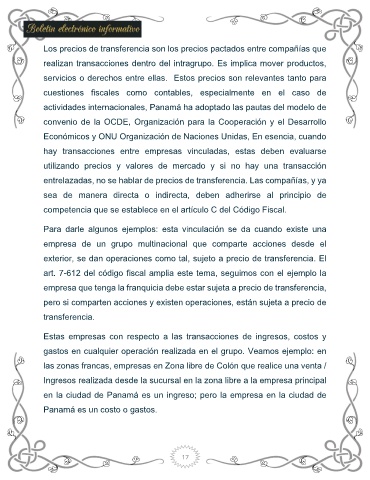 Boletín electrónico informativo
Los precios de transferencia son los precios pactados entre compañías que
realizan transacciones dentro del intragrupo. Es implica mover productos,
servicios o derechos entre ellas. Estos precios son relevantes tanto para
cuestiones fiscales como contables, especialmente en el caso de
actividades internacionales, Panamá ha adoptado las pautas del modelo de
convenio de la OCDE, Organización para la Cooperación y el Desarrollo
Económicos y ONU Organización de Naciones Unidas, En esencia, cuando
hay transacciones entre empresas vinculadas, estas deben evaluarse
utilizando precios y valores de mercado y si no hay una transacción
entrelazadas, no se hablar de precios de transferencia. Las compañías, y ya
sea de manera directa o indirecta, deben adherirse al principio de
competencia que se establece en el artículo C del Código Fiscal.
Para darle algunos ejemplos: esta vinculación se da cuando existe una
empresa de un grupo multinacional que comparte acciones desde el
exterior, se dan operaciones como tal, sujeto a precio de transferencia. El
art. 7-612 del código fiscal amplia este tema, seguimos con el ejemplo la
empresa que tenga la franquicia debe estar sujeta a precio de transferencia,
pero si comparten acciones y existen operaciones, están sujeta a precio de
transferencia.
Estas empresas con respecto a las transacciones de ingresos, costos y
gastos en cualquier operación realizada en el grupo. Veamos ejemplo: en
las zonas francas, empresas en Zona libre de Colón que realice una venta /
Ingresos realizada desde la sucursal en la zona libre a la empresa principal
en la ciudad de Panamá es un ingreso; pero la empresa en la ciudad de
Panamá es un costo o gastos.
17